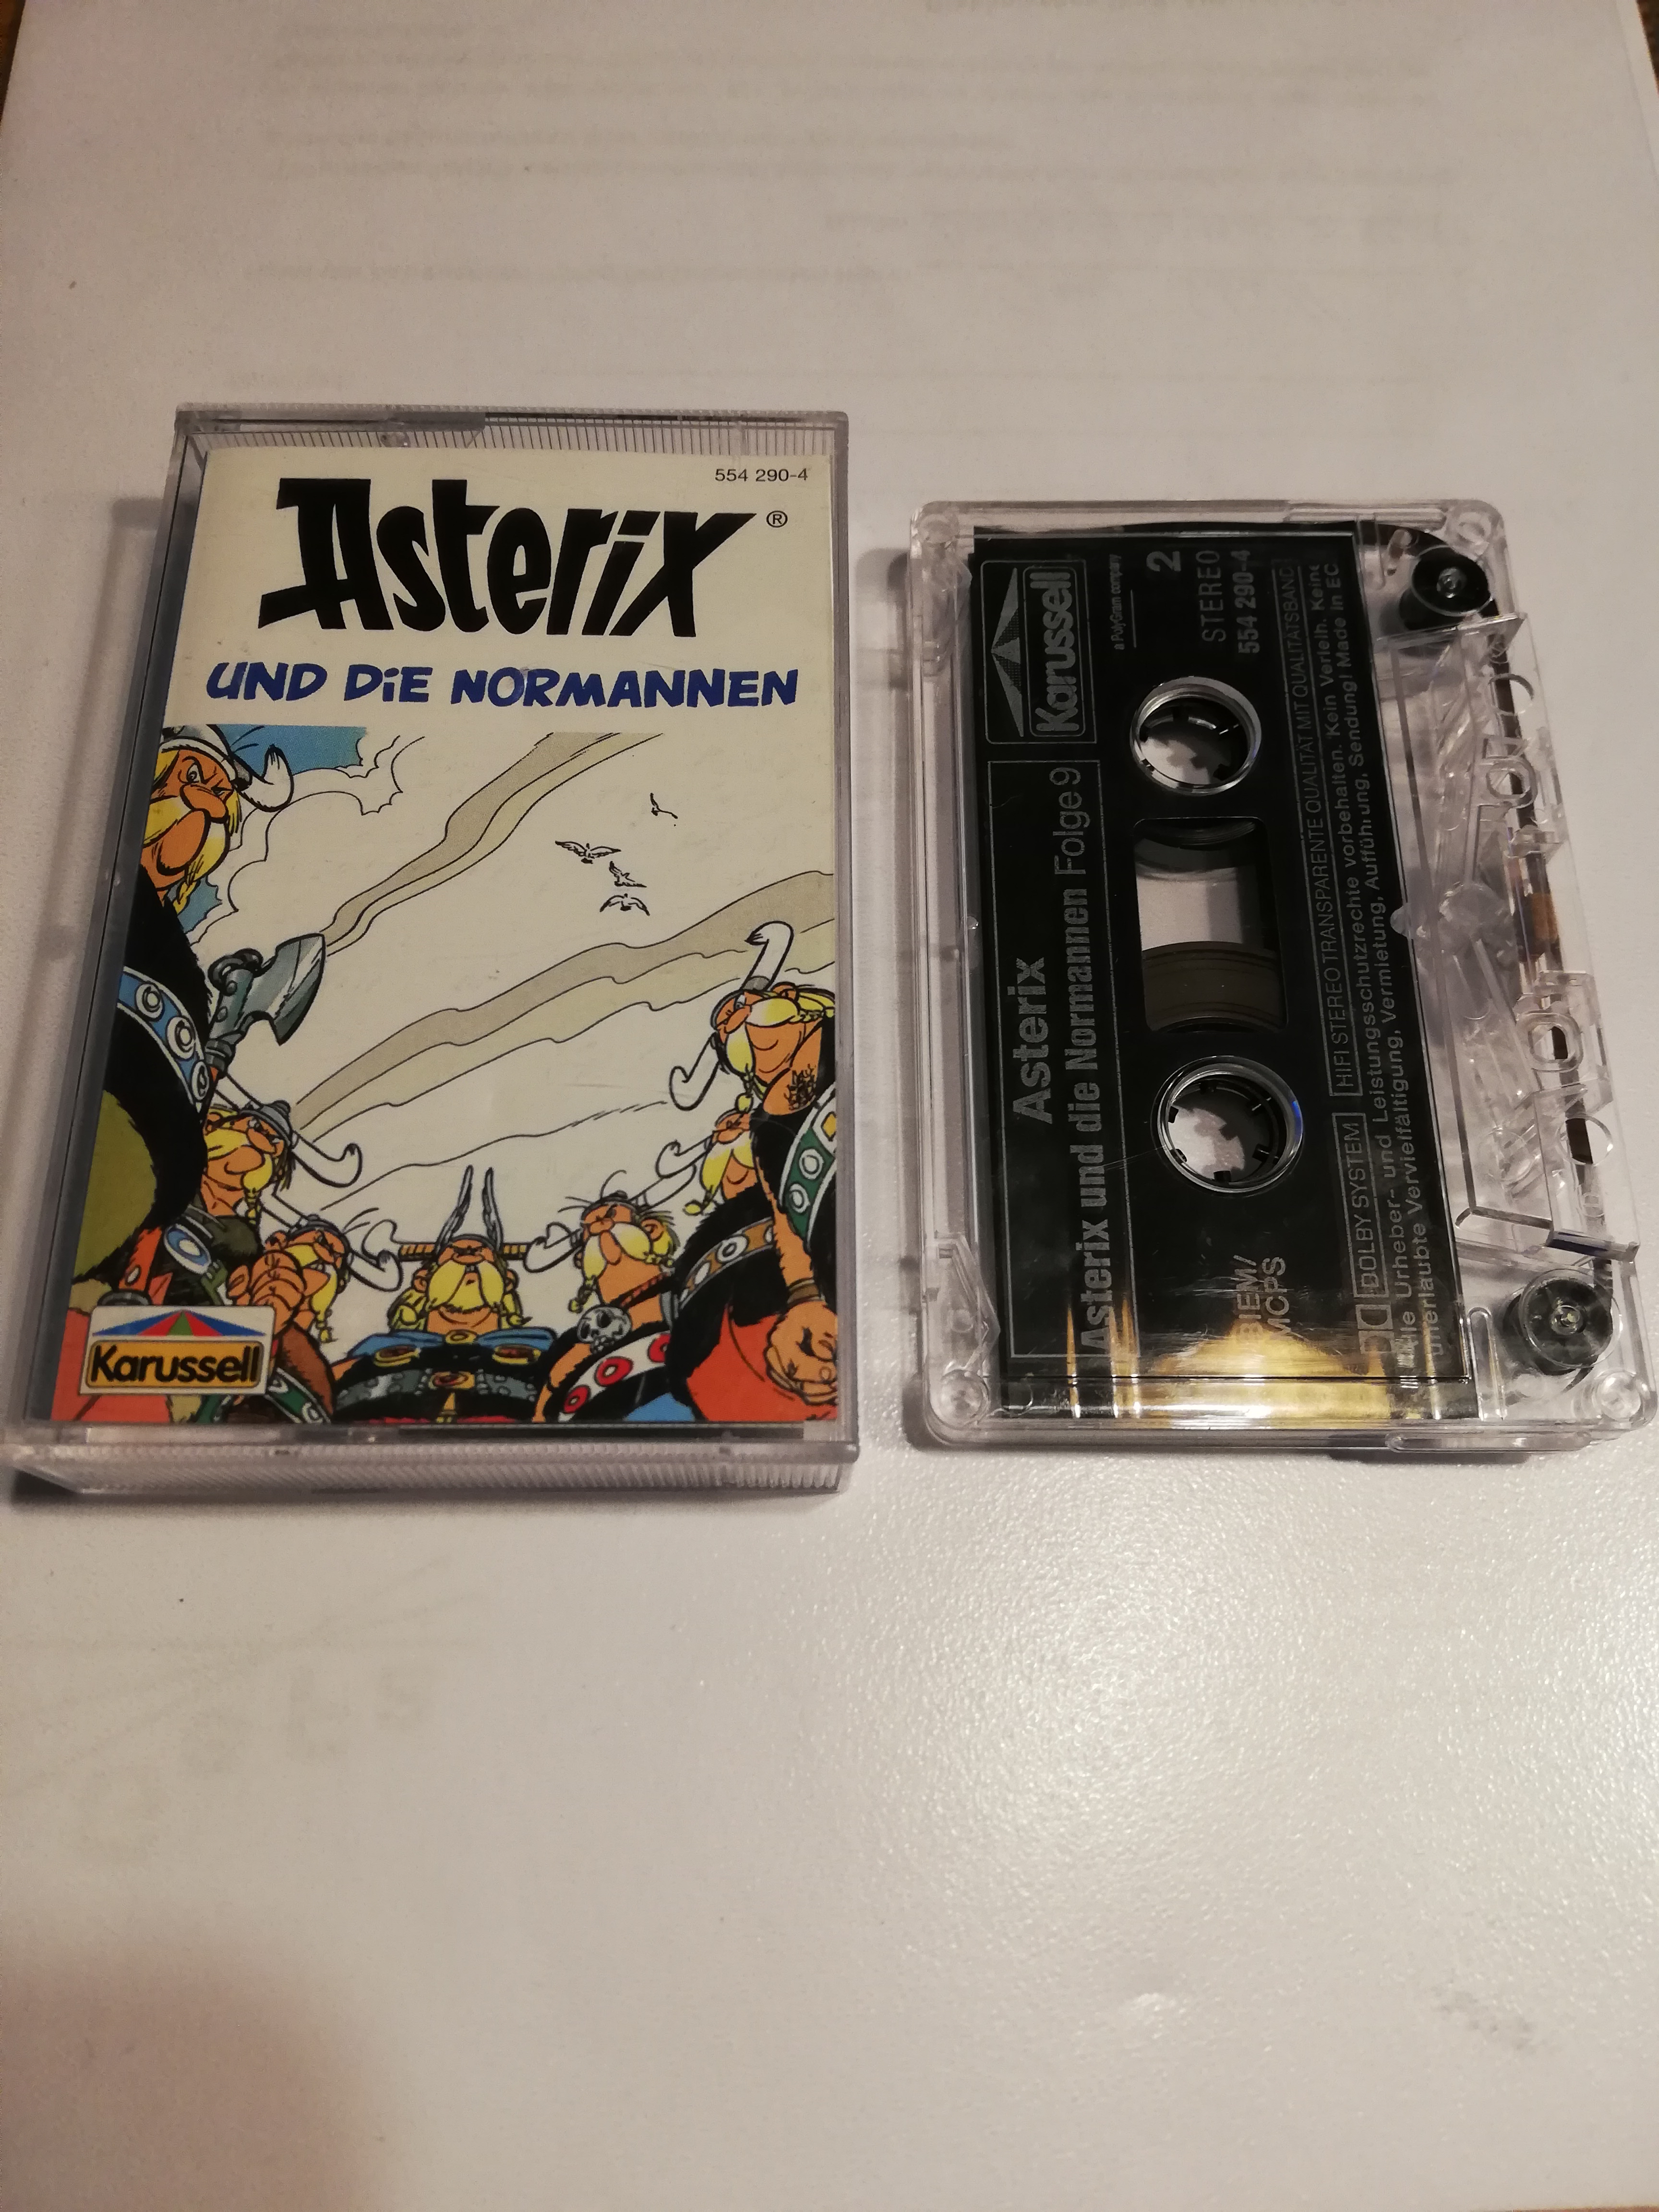 554 290-4
Asterix®
UND DiE NORMANNEN
Karussell
Karussell
a PolyGram company
2
STEREO
554 290-4
Asterix
Asterix und die Normannen Folge 9
BIEM/
MCPS
DOLBY SYSTEM HIFI STEREO TRANSPARENTE QUALITÄT MIT QUALITÄTSBAND
Alle Urheber- und Leistungsschutzrechte vorbehalten. Kein Verleih. Keine
unerlaubte Vervielfältigung, Vermietung, Aufführung, Sendung! Made in EC